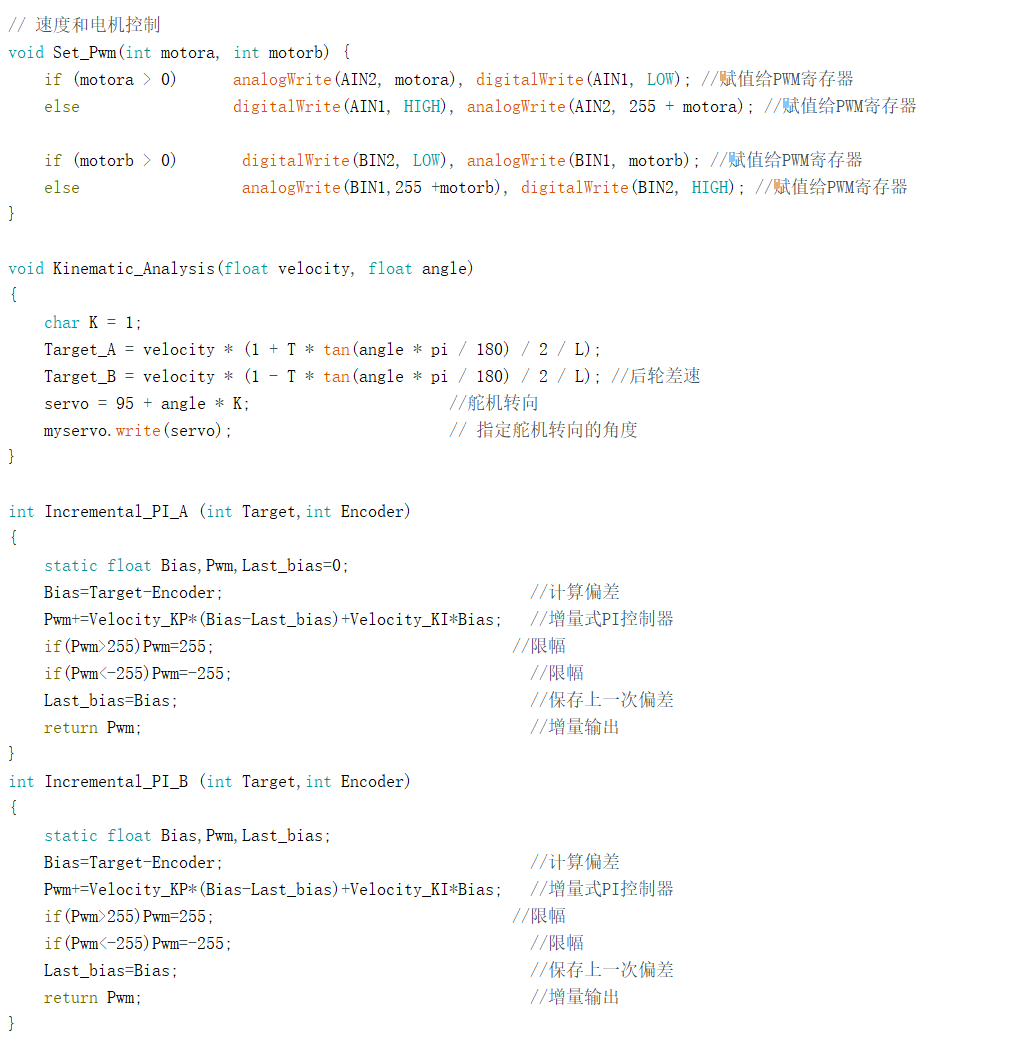 // 速度和电机控制
void Set_Pwm(int motora, int motorb) {
    if (motora > 0)      analogWrite(AIN2, motora), digitalWrite(AIN1, LOW); //赋值给PWM寄存器
    else                 digitalWrite(AIN1, HIGH), analogWrite(AIN2, 255 + motora); //赋值给PWM寄存器

    if (motorb > 0)       digitalWrite(BIN2, LOW), analogWrite(BIN1, motorb); //赋值给PWM寄存器
    else                  analogWrite(BIN1,255 +motorb), digitalWrite(BIN2, HIGH); //赋值给PWM寄存器
}

void Kinematic_Analysis(float velocity, float angle)
{
    char K = 1;
    Target_A = velocity * (1 + T * tan(angle * pi / 180) / 2 / L);
    Target_B = velocity * (1 - T * tan(angle * pi / 180) / 2 / L); //后轮差速
    servo = 95 + angle * K;                      //舵机转向
    myservo.write(servo);                        // 指定舵机转向的角度
}

int Incremental_PI_A (int Target,int Encoder)
{
    static float Bias,Pwm,Last_bias=0;
    Bias=Target-Encoder;                                  //计算偏差
    Pwm+=Velocity_KP*(Bias-Last_bias)+Velocity_KI*Bias;   //增量式PI控制器
    if(Pwm>255)Pwm=255;                                 //限幅
    if(Pwm<-255)Pwm=-255;                                 //限幅
    Last_bias=Bias;                                       //保存上一次偏差
    return Pwm;                                           //增量输出
}
int Incremental_PI_B (int Target,int Encoder)
{
    static float Bias,Pwm,Last_bias;
    Bias=Target-Encoder;                                  //计算偏差
    Pwm+=Velocity_KP*(Bias-Last_bias)+Velocity_KI*Bias;   //增量式PI控制器
    if(Pwm>255)Pwm=255;                                 //限幅
    if(Pwm<-255)Pwm=-255;                                 //限幅
    Last_bias=Bias;                                       //保存上一次偏差
    return Pwm;                                           //增量输出
}